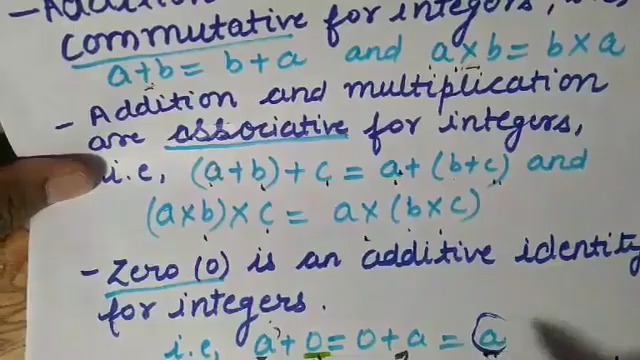 - Addition
commutative for integers, i.e,
a+b = b+a and a×b = b×a
- Addition and multiplication
are associative for integers,
i.e, (a+b)+c = a+(b+c) and
(a×b)×c = a×(b×c)
- Zero (0) is an additive identity
for integers.
i.e, a+0 = 0+a = a